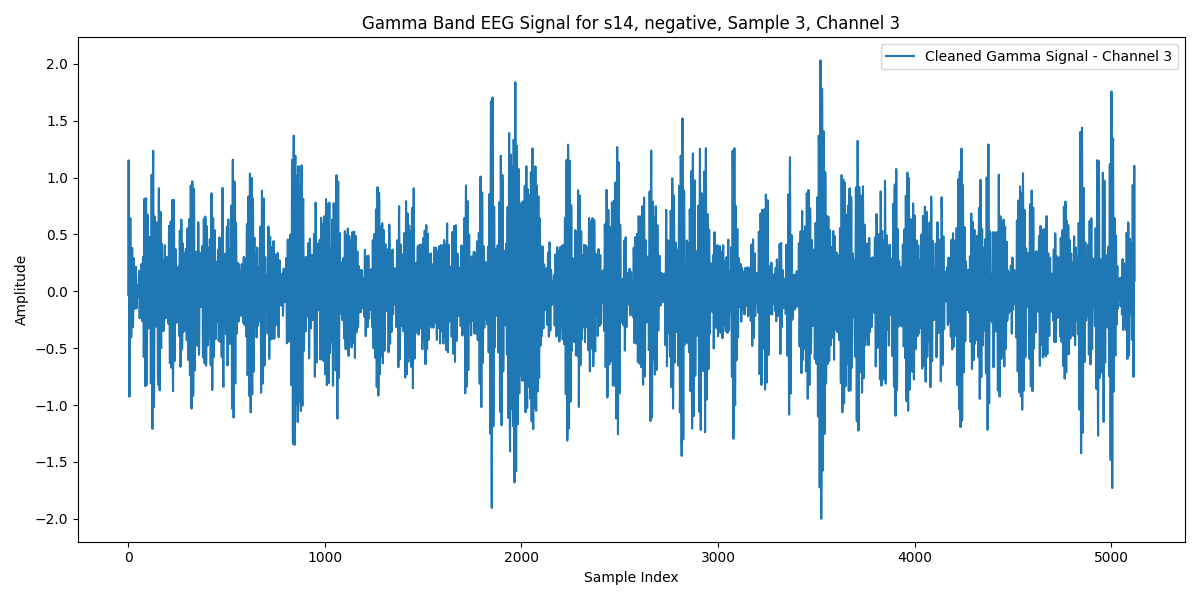 Gamma Band EEG Signal for s14, negative, Sample 3, Channel 3
Cleaned Gamma Signal - Channel 3
2.0
1.5
1.0
0.5
0.0
−0.5
−1.0
−1.5
−2.0
Amplitude
0 1000 2000 3000 4000 5000
Sample Index